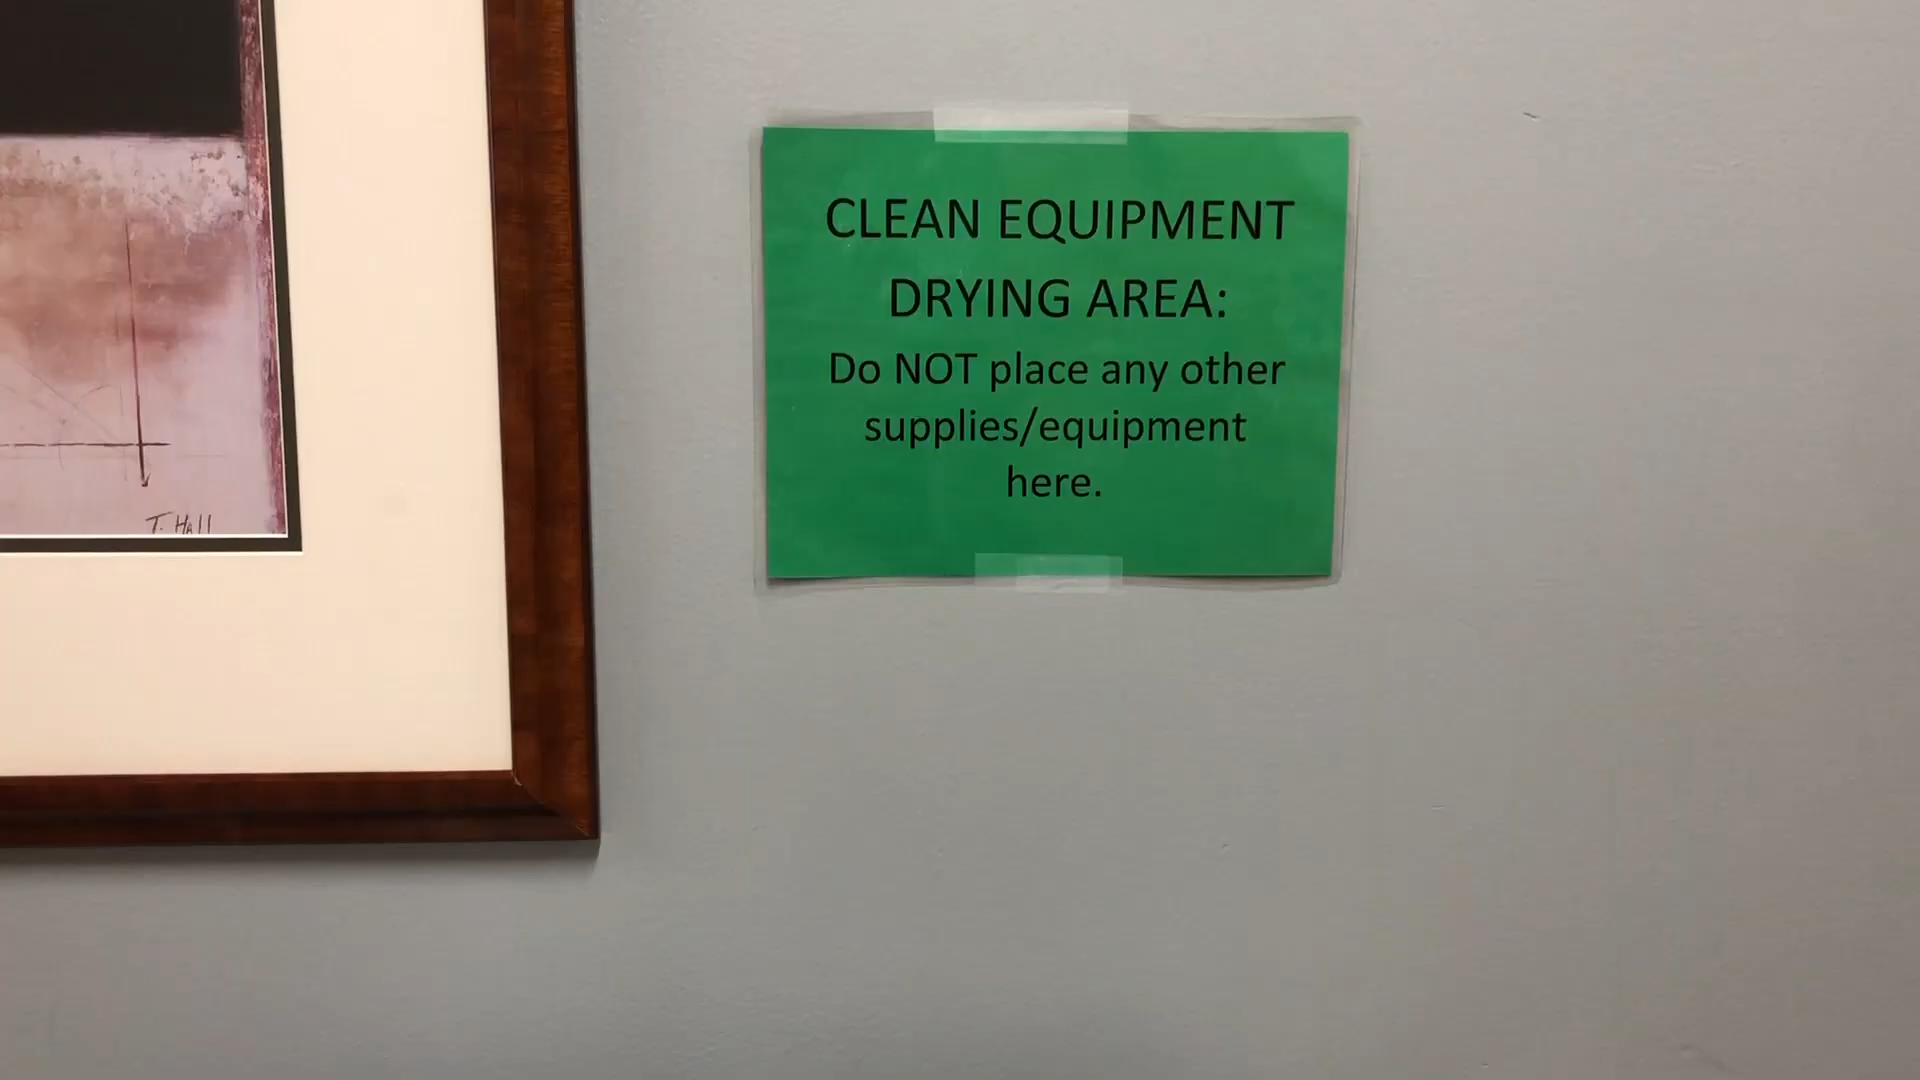 CLEAN EQUIPMENT
DRYING AREA:
Do NOT place any other
supplies/equipment
here.
T. Hall